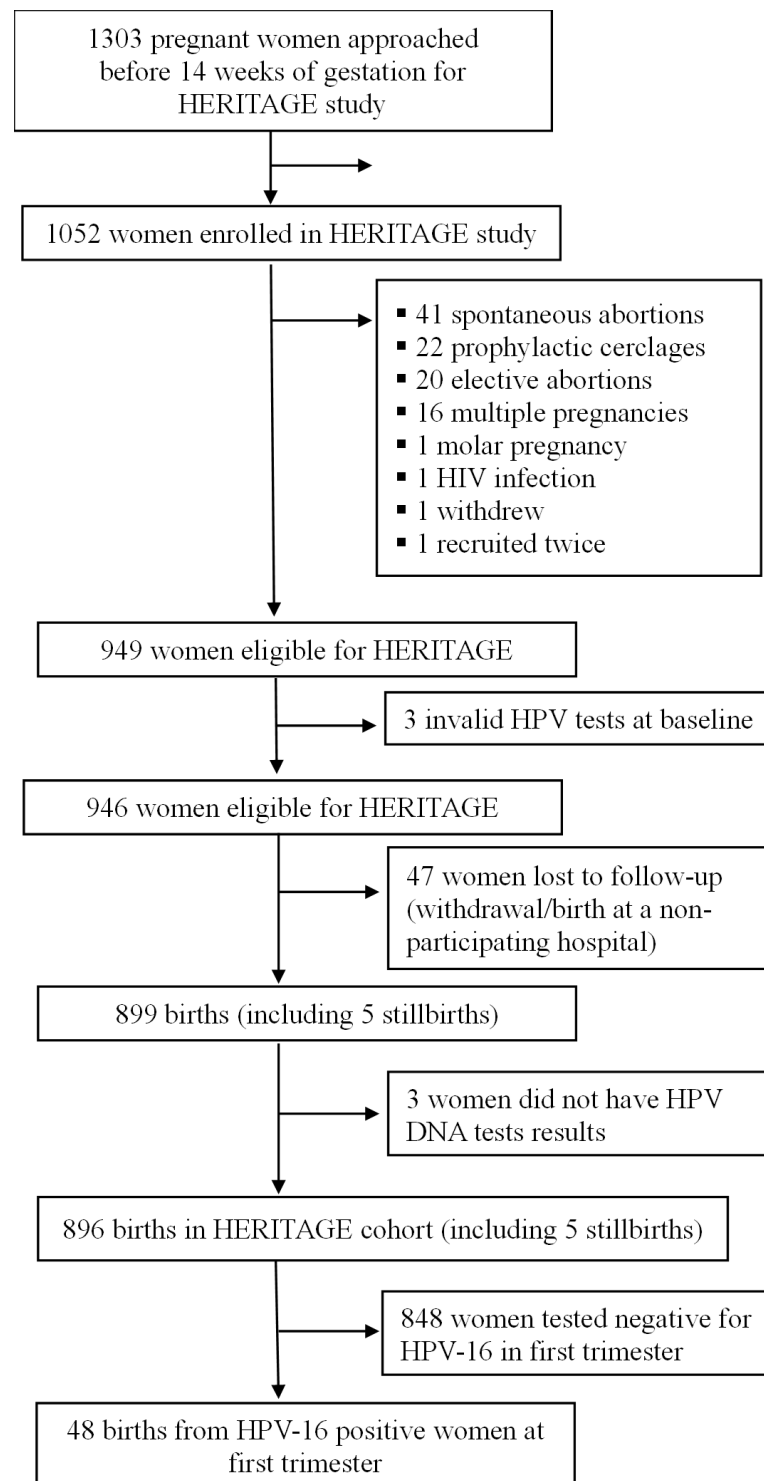 1303 pregnant women approached
before 14 weeks of gestation for
HERITAGE study
1052 women enrolled in HERITAGE study
▪ 41 spontaneous abortions
▪ 22 prophylactic cerclages
▪ 20 elective abortions
▪ 16 multiple pregnancies
▪ 1 molar pregnancy
▪ 1 HIV infection
▪ 1 withdrew
▪ 1 recruited twice
949 women eligible for HERITAGE
3 invalid HPV tests at baseline
946 women eligible for HERITAGE
47 women lost to follow-up
(withdrawal/birth at a non-
participating hospital)
899 births (including 5 stillbirths)
3 women did not have HPV
DNA tests results
896 births in HERITAGE cohort (including 5 stillbirths)
848 women tested negative for
HPV-16 in first trimester
48 births from HPV-16 positive women at
first trimester